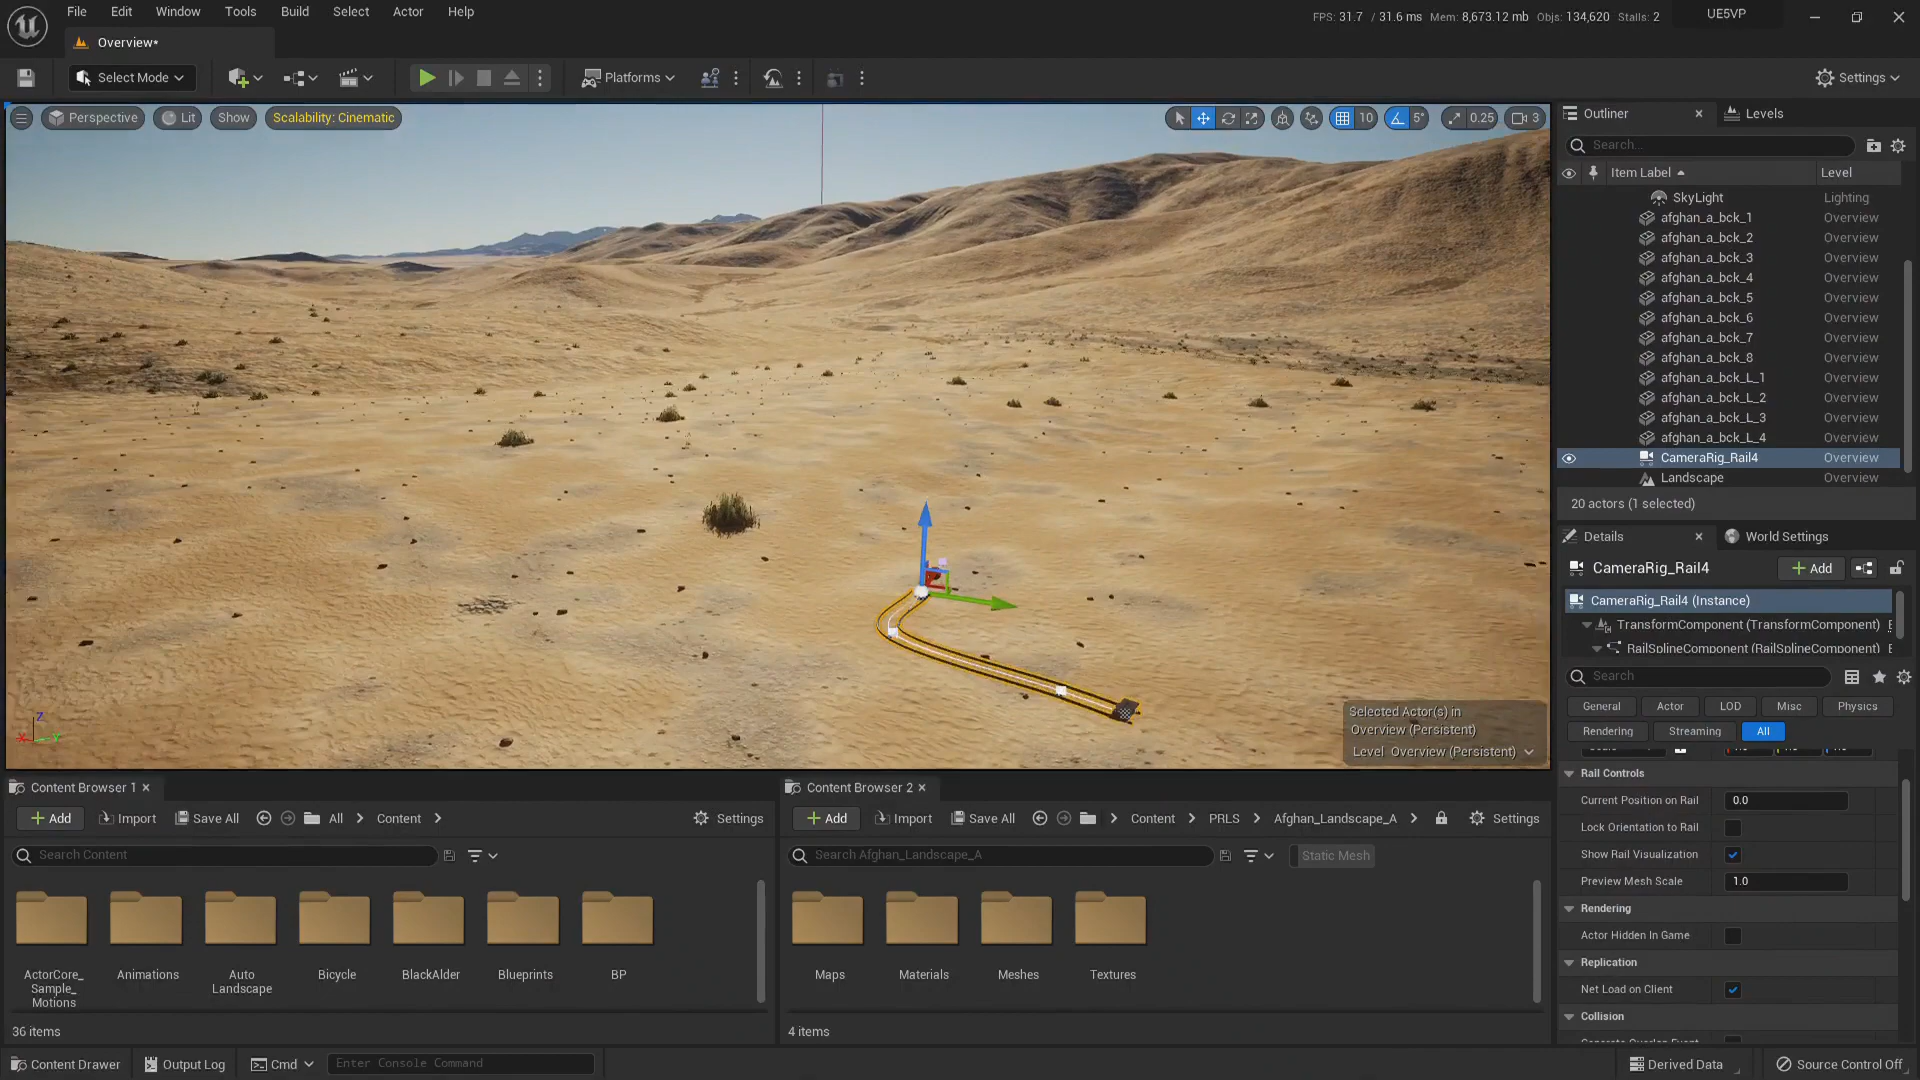 File Edit Window Tools Build Select Actor Help
FPS: 31.7 / 31.6 ms Mem: 8,673.12 mb Objs: 134,620 Stalls: 2
UE5VP
Overview*
Select Mode
Platforms
Settings
Perspective
Lit
Show
Scalability: Cinematic
10
5°
0.25
3
Outliner
Levels
Search...
Item Label
Level
SkyLight Lighting
afghan_a_bck_1 Overview
afghan_a_bck_2 Overview
afghan_a_bck_3 Overview
afghan_a_bck_4 Overview
afghan_a_bck_5 Overview
afghan_a_bck_6 Overview
afghan_a_bck_7 Overview
afghan_a_bck_8 Overview
afghan_a_bck_L_1 Overview
afghan_a_bck_L_2 Overview
afghan_a_bck_L_3 Overview
afghan_a_bck_L_4 Overview
CameraRig_Rail4 Overview
Landscape Overview
20 actors (1 selected)
Details
World Settings
CameraRig_Rail4
Add
CameraRig_Rail4 (Instance)
TransformComponent (TransformComponent)
RailSplineComponent (RailSplineComponent)
Search
General Actor LOD Misc Physics
Rendering Streaming All
Rail Controls
Current Position on Rail 0.0
Lock Orientation to Rail
Show Rail Visualization
Preview Mesh Scale 1.0
Rendering
Actor Hidden In Game
Replication
Net Load on Client
Collision
Z
X
Y
Selected Actor(s) in
Overview (Persistent)
Level Overview (Persistent)
Content Browser 1
Add Import Save All All Content Settings
Search Content
ActorCore_
Sample_
Motions
Animations
Auto
Landscape
Bicycle
BlackAlder
Blueprints
BP
36 items
Content Browser 2
Add Import Save All Content PRLS Afghan_Landscape_A Settings
Search Afghan_Landscape_A
Static Mesh
Maps
Materials
Meshes
Textures
4 items
Content Drawer
Output Log
Cmd
Enter Console Command
Derived Data
Source Control Off